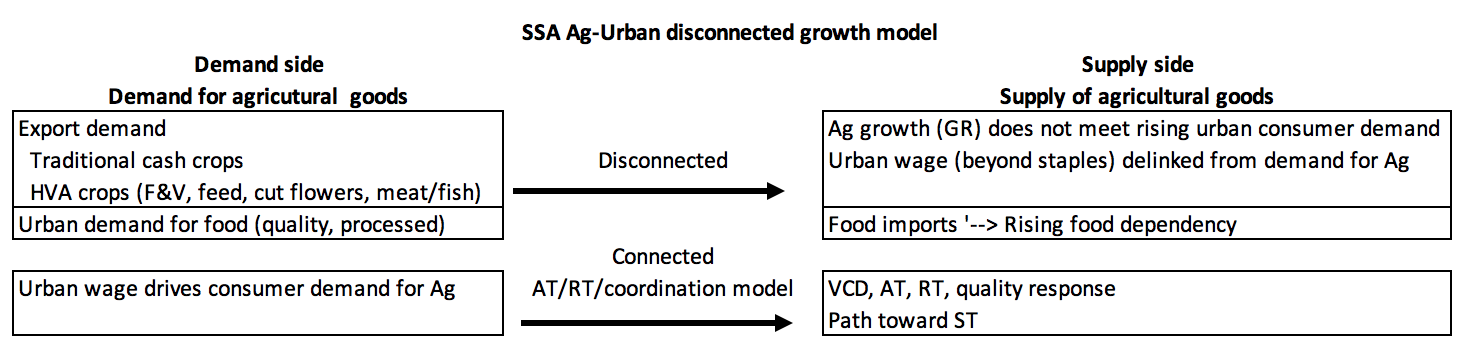 SSA Ag-Urban disconnected growth model
Demand side
Demand for agricutural goods
Export demand
Traditional cash crops
HVA crops (F&V, feed, cut flowers, meat/fish)
Urban demand for food (quality, processed)
Disconnected
Supply side
Supply of agricultural goods
Ag growth (GR) does not meet rising urban consumer demand
Urban wage (beyond staples) delinked from demand for Ag
Food imports '--> Rising food dependency
Urban wage drives consumer demand for Ag
Connected
AT/RT/coordination model
VCD, AT, RT, quality response
Path toward ST